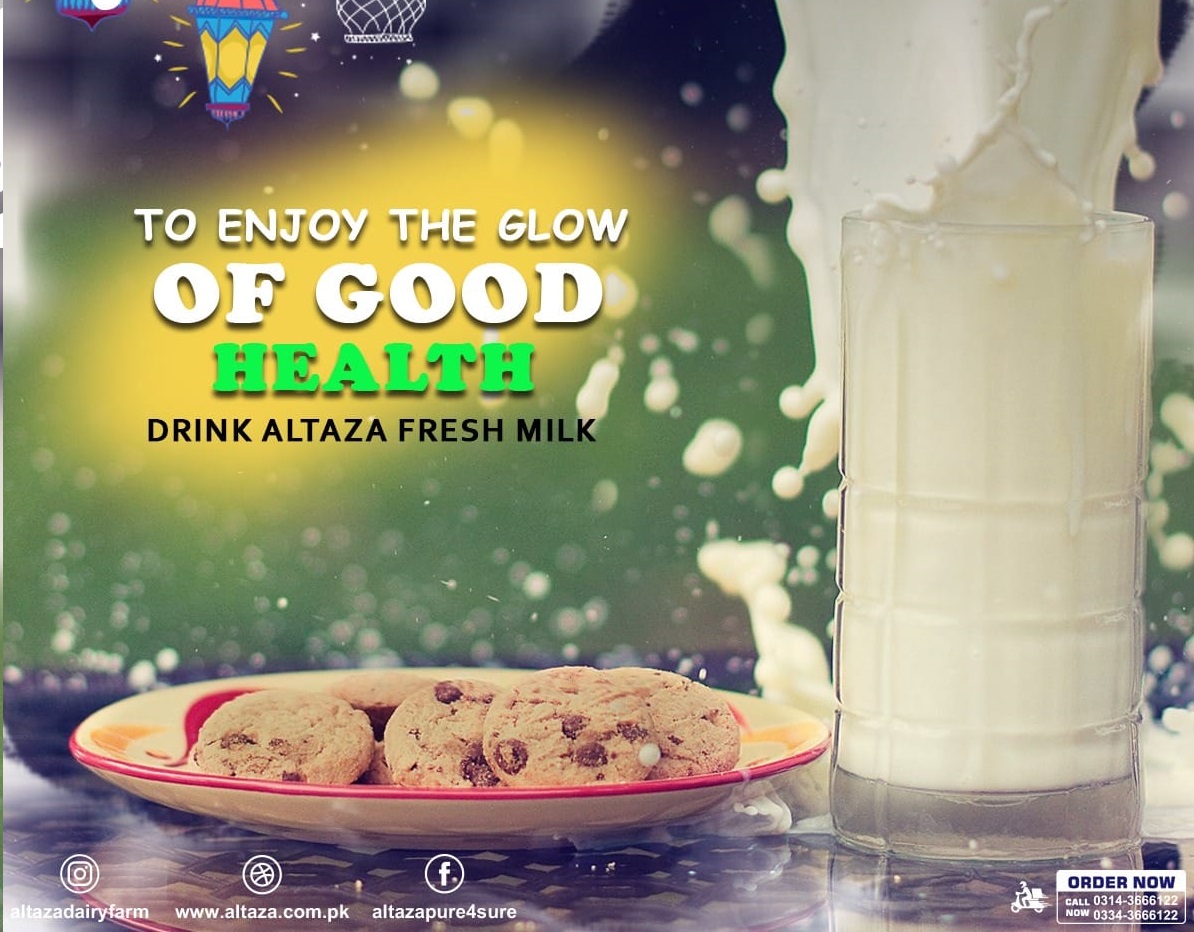 TO ENJOY THE GLOW
OF GOOD
HEALTH
DRINK ALTAZA FRESH MILK
altazadairyfarm
www.altaza.com.pk
altazapure4sure
ORDER NOW
CALL NOW
0314-3666122
0334-3666122